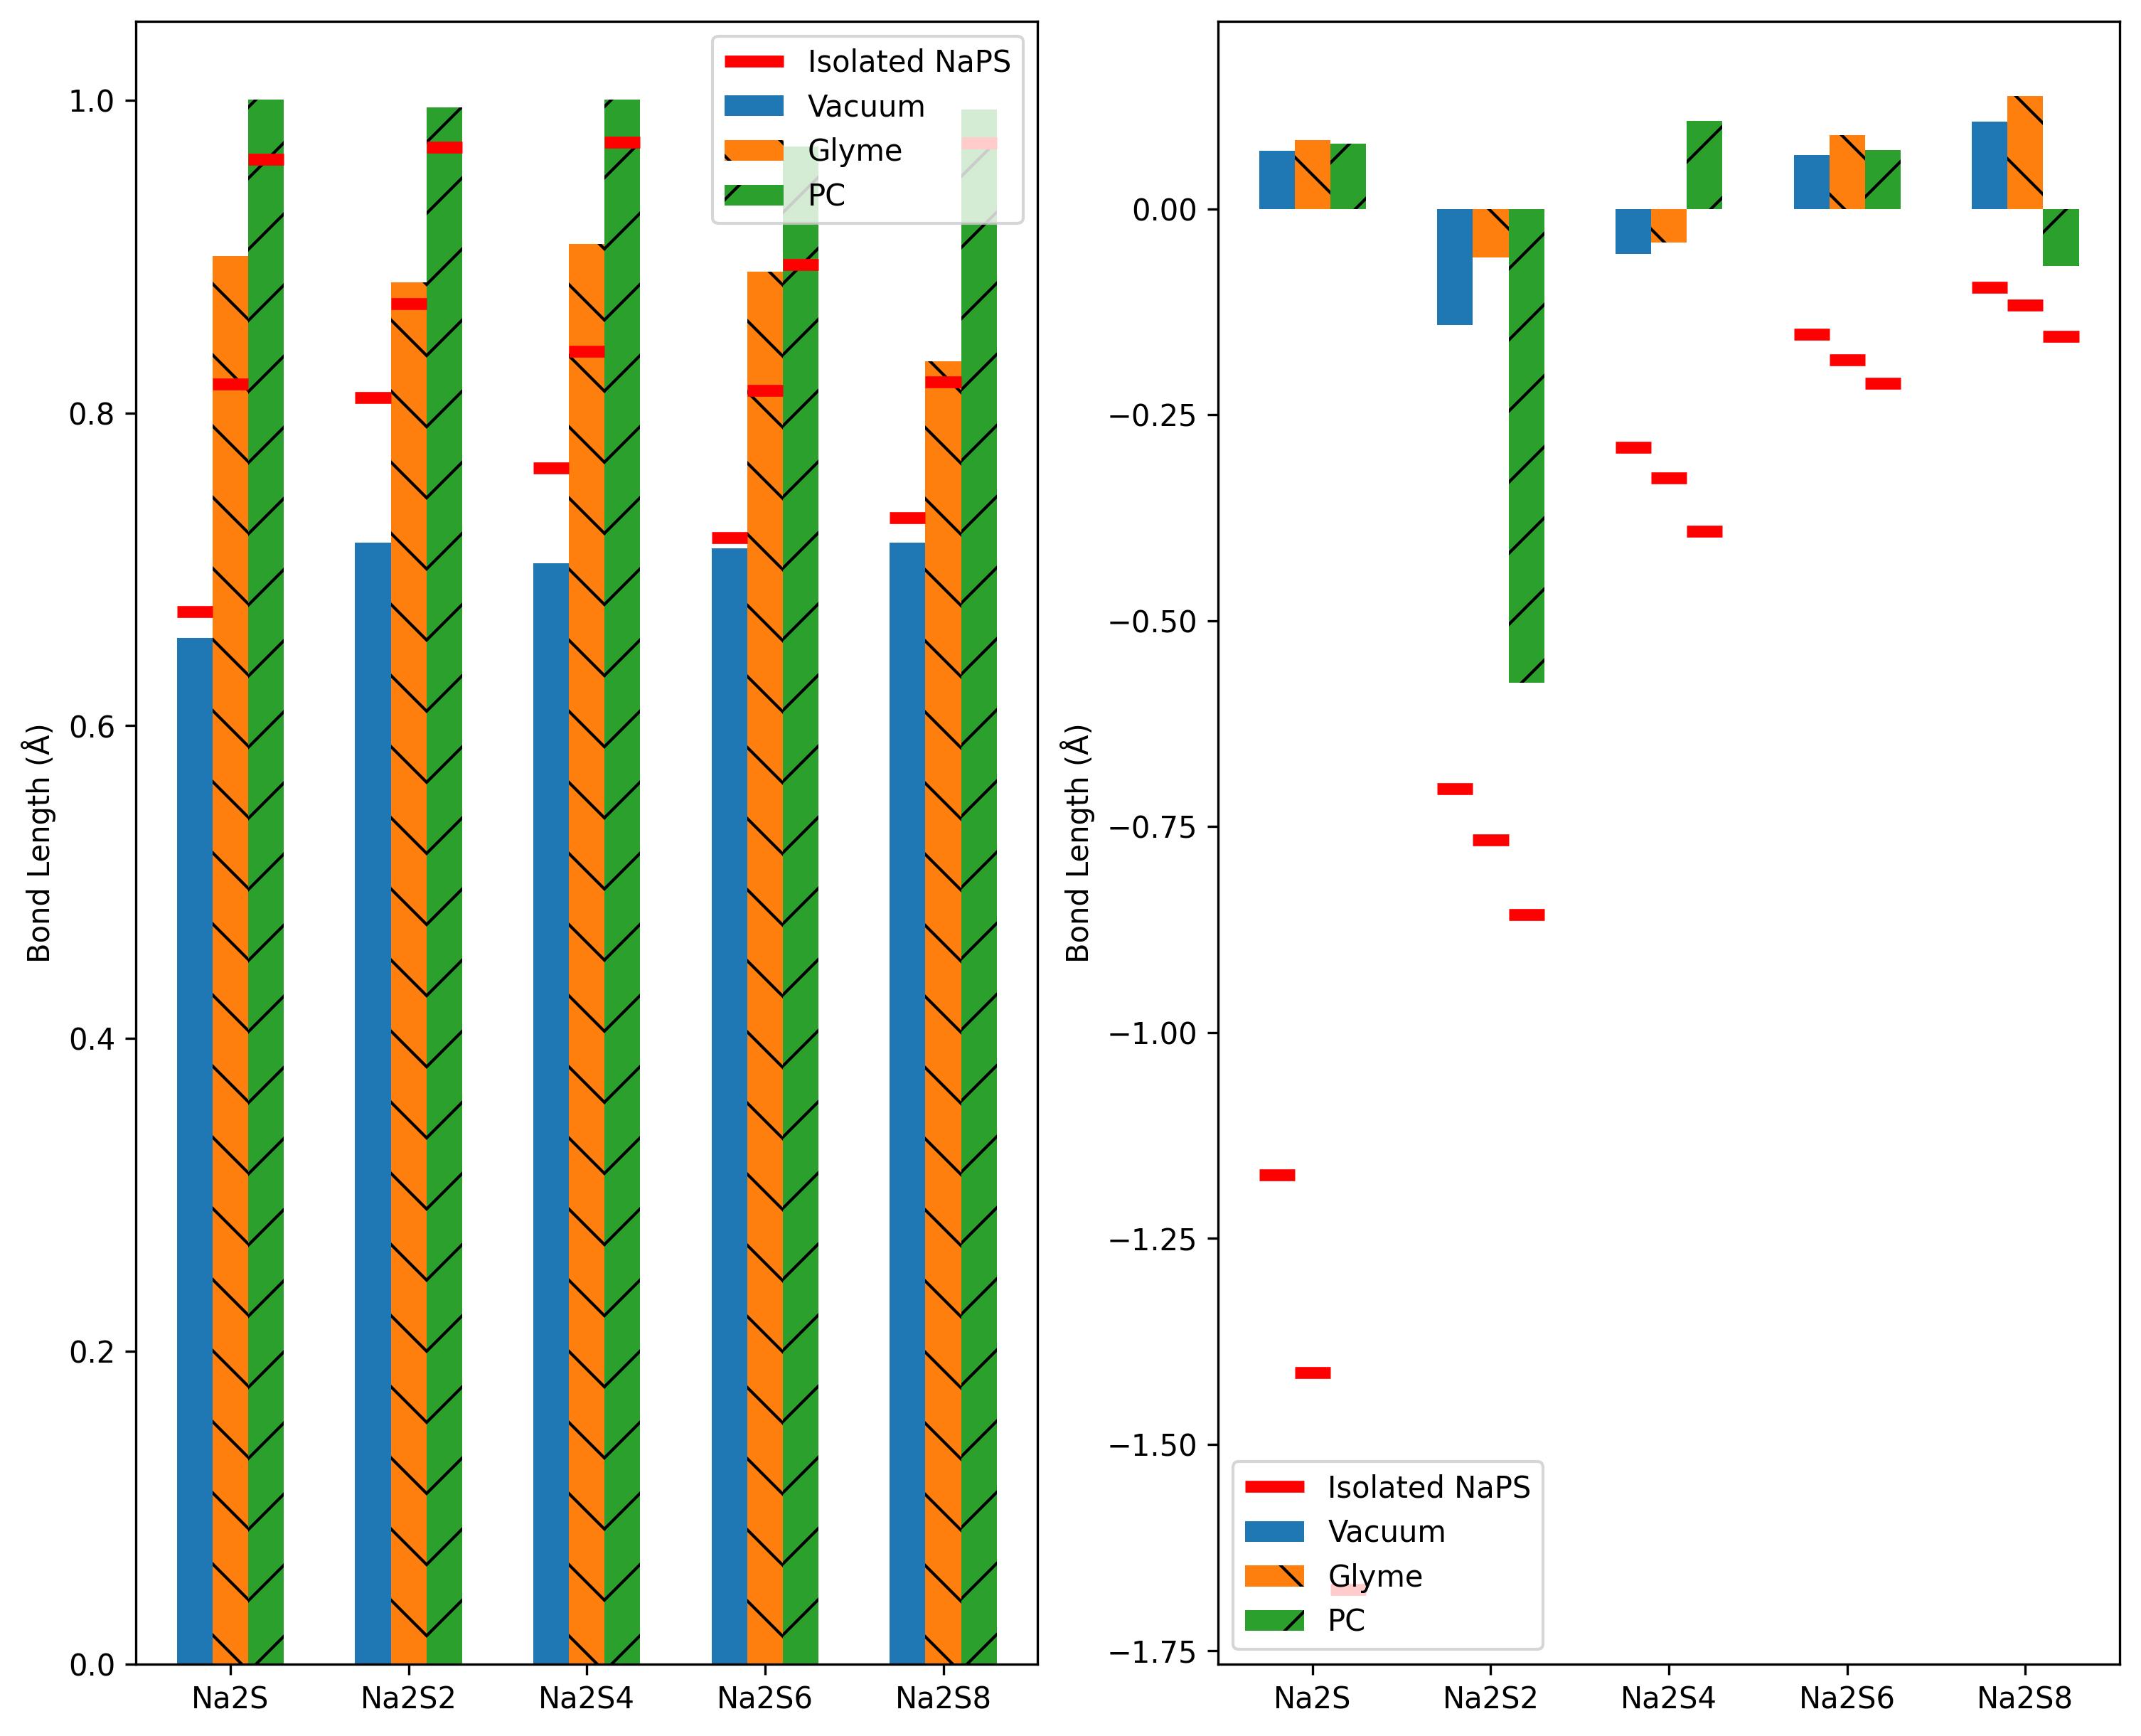 Bond Length (Å)
1.0
0.8
0.6
0.4
0.2
0.0
Isolated NaPS
Vacuum
Glyme
PC
Na2S
Na2S2
Na2S4
Na2S6
Na2S8
Bond Length (Å)
0.00
−0.25
−0.50
−0.75
−1.00
−1.25
−1.50
−1.75
Isolated NaPS
Vacuum
Glyme
PC
Na2S
Na2S2
Na2S4
Na2S6
Na2S8